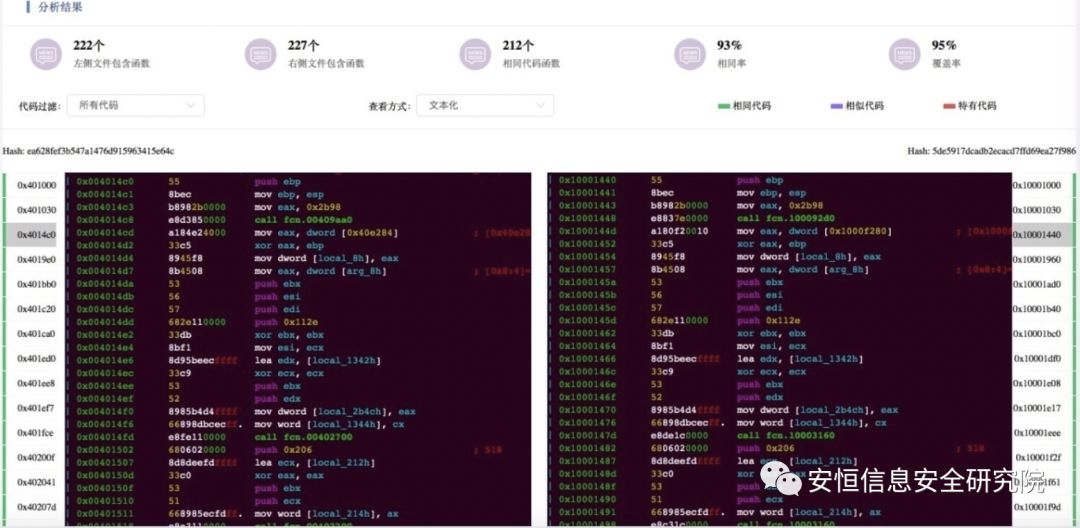 分析结果
222个
左侧文件包含函数
227个
右侧文件包含函数
212个
相同代码函数
93%
相同率
95%
覆盖率
代码过滤： 所有代码
查看方式： 文本化
相同代码
相似代码
特有代码
Hash: ea628fef3b547a1476d915963415e64c
Hash: 5de5917dcadb2ecacd7ffd69ea27f986
0x401000
0x401030
0x4014c0
0x4019e0
0x401bb0
0x401c20
0x401ca0
0x401ed0
0x401ee8
0x401ef7
0x401fce
0x40200f
0x402041
0x40207d
0x004014c0 55 push ebp
0x004014c1 8bec mov ebp, esp
0x004014c3 b8982b0000 mov eax, 0x2b98
0x004014c8 e8d3850000 call fcn.00409aa0
0x004014cd a184e24000 mov eax, dword [0x40e284] ; [0x40e28
0x004014d2 33c5 xor eax, ebp
0x004014d4 8945f8 mov dword [local_8h], eax
0x004014d7 8b4508 mov eax, dword [arg_8h] ; [0x8:4]=
0x004014da 53 push ebx
0x004014db 56 push esi
0x004014dc 57 push edi
0x004014dd 682e110000 push 0x112e
0x004014e2 33db xor ebx, ebx
0x004014e4 8bf1 mov esi, ecx
0x004014e6 8d95beecffff lea edx, [local_1342h]
0x004014ec 33c9 xor ecx, ecx
0x004014ee 53 push ebx
0x004014ef 52 push edx
0x004014f0 8985b4d4ffff mov dword [local_2b4ch], eax
0x004014f6 66898dbcecff. mov word [local_1344h], cx
0x004014fd e8fe110000 call fcn.00402700
0x00401502 6806020000 push 0x206 ; 518
0x00401507 8d8deefdffff lea ecx, [local_212h]
0x0040150d 33c0 xor eax, eax
0x0040150f 53 push ebx
0x00401510 51 push ecx
0x00401511 668985ecfdff. mov word [local_214h], ax
0x10001440 55 push ebp
0x10001441 8bec mov ebp, esp
0x10001443 b8982b0000 mov eax, 0x2b98
0x10001448 e8837e0000 call fcn.100092d0
0x1000144d a180f20010 mov eax, dword [0x1000f280] ; [0x1000
0x10001452 33c5 xor eax, ebp
0x10001454 8945f8 mov dword [local_8h], eax
0x10001457 8b4508 mov eax, dword [arg_8h] ; [0x8:4]=
0x1000145a 53 push ebx
0x1000145b 56 push esi
0x1000145c 57 push edi
0x1000145d 682e110000 push 0x112e
0x10001462 33db xor ebx, ebx
0x10001464 8bf1 mov esi, ecx
0x10001466 8d95beecffff lea edx, [local_1342h]
0x1000146c 33c9 xor ecx, ecx
0x1000146e 53 push ebx
0x1000146f 52 push edx
0x10001470 8985b4d4ffff mov dword [local_2b4ch], eax
0x10001476 66898dbcecff. mov word [local_1344h], cx
0x1000147d e8de1c0000 call fcn.10003160
0x10001482 6806020000 push 0x206 ; 518
0x10001487 8d8deefdffff lea ecx, [local_212h]
0x1000148d 33c0 xor eax, eax
0x1000148f 53 push ebx
0x10001490 51 push ecx
0x10001491 668985ecfdff. mov word [local_214h], ax
0x10001000
0x10001030
0x10001440
0x10001960
0x10001ad0
0x10001b40
0x10001bc0
0x10001df0
0x10001e08
0x10001e17
0x10001eee
0x10001f2f
0x10001f9d
安恒信息安全研究院